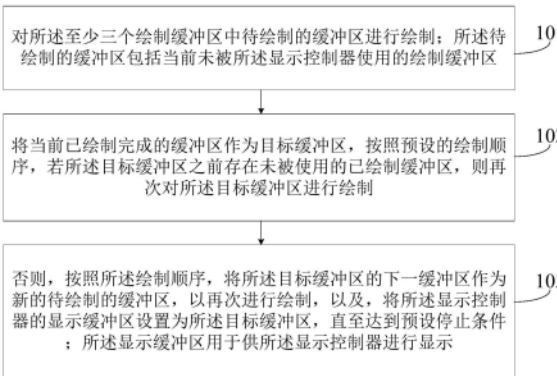 对所述至少三个绘制缓冲区中待绘制的缓冲区进行绘制；所述待
绘制的缓冲区包括当前未被所述显示控制器使用的绘制缓冲区
将当前已绘制完成的缓冲区作为目标缓冲区，按照预设的绘制顺
序，若所述目标缓冲区之前存在未被使用的已绘制缓冲区，则再
次对所述目标缓冲区进行绘制
否则，按照所述绘制顺序，将所述目标缓冲区的下一缓冲区作为
新的待绘制的缓冲区，以再次进行绘制，以及，将所述显示控制
器的显示缓冲区设置为所述目标缓冲区，直至达到预设停止条件
；所述显示缓冲区用于供所述显示控制器进行显示